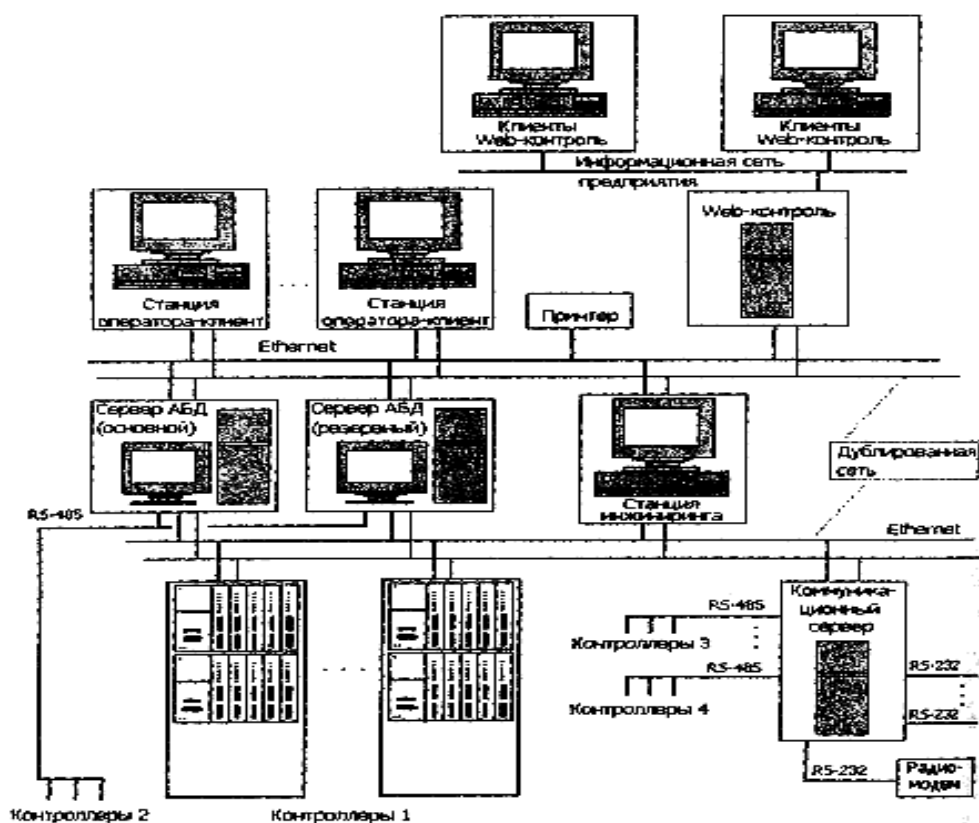 Клиенты
Web-контроль
Клиенты
Web-контроль
Информационная сеть
предприятия
Web-контроль
Станция
оператора-клиент
Станция
оператора-клиент
Принтер
Ethernet
Сервер АБД
(основной)
Сервер АБД
(резервный)
Станция
инжиниринга
Дублированная
сеть
RS-485
Ethernet
Коммуника-
ционный
сервер
RS-485
Контроллеры 3
RS-485
Контроллеры 4
RS-232
RS-232
RS-232
Радио-
модем
Контроллеры 2
Контроллеры 1